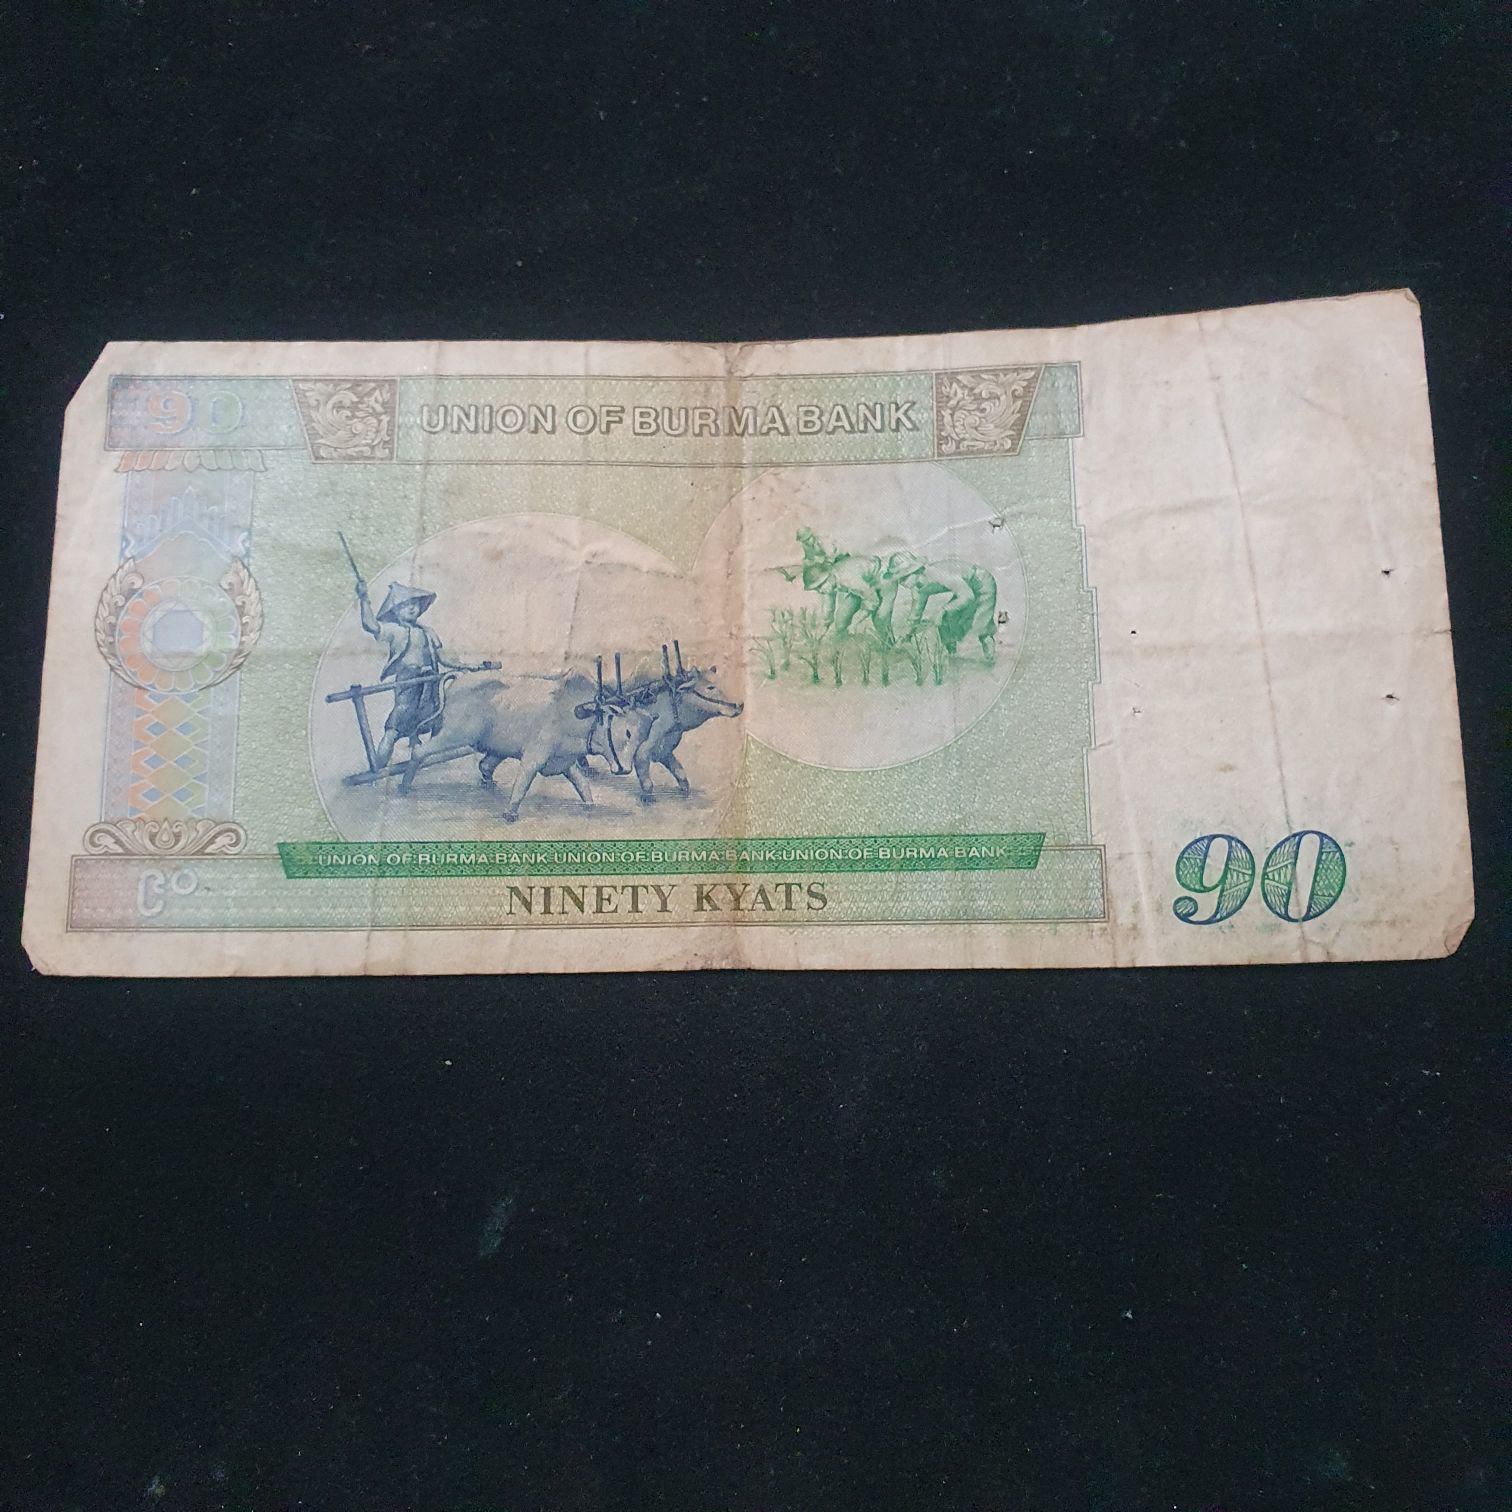 90
UNION OF BURMA BANK
UNION OF BURMA BANK·UNION OF BURMA BANK·UNION OF BURMA BANK
၉၀
NINETY KYATS
90